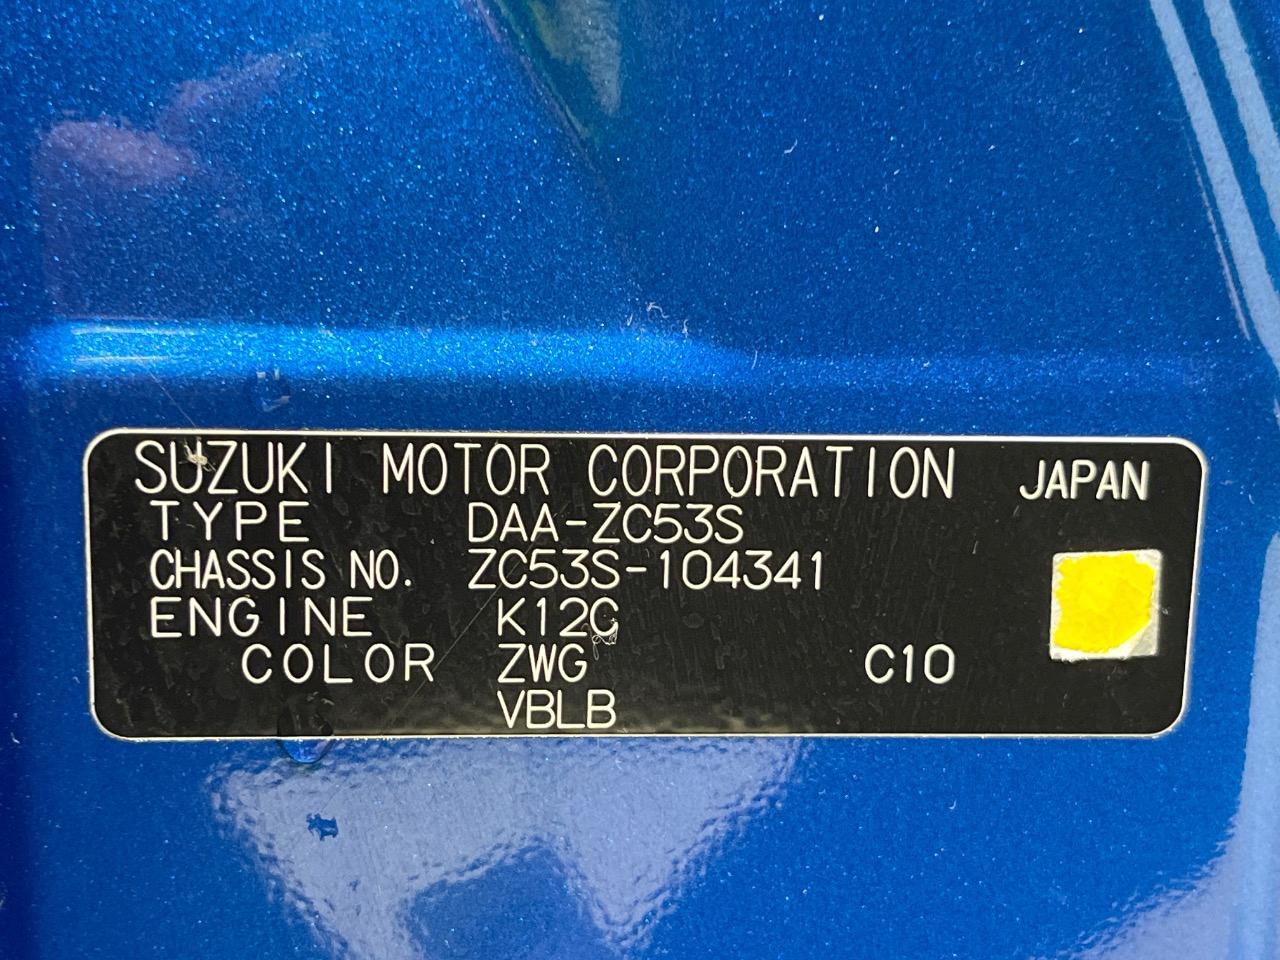 SUZUKI MOTOR CORPORATION JAPAN
TYPE DAA-ZC53S
CHASSIS NO. ZC53S-104341
ENGINE K12C
COLOR ZWG C10
VBLB